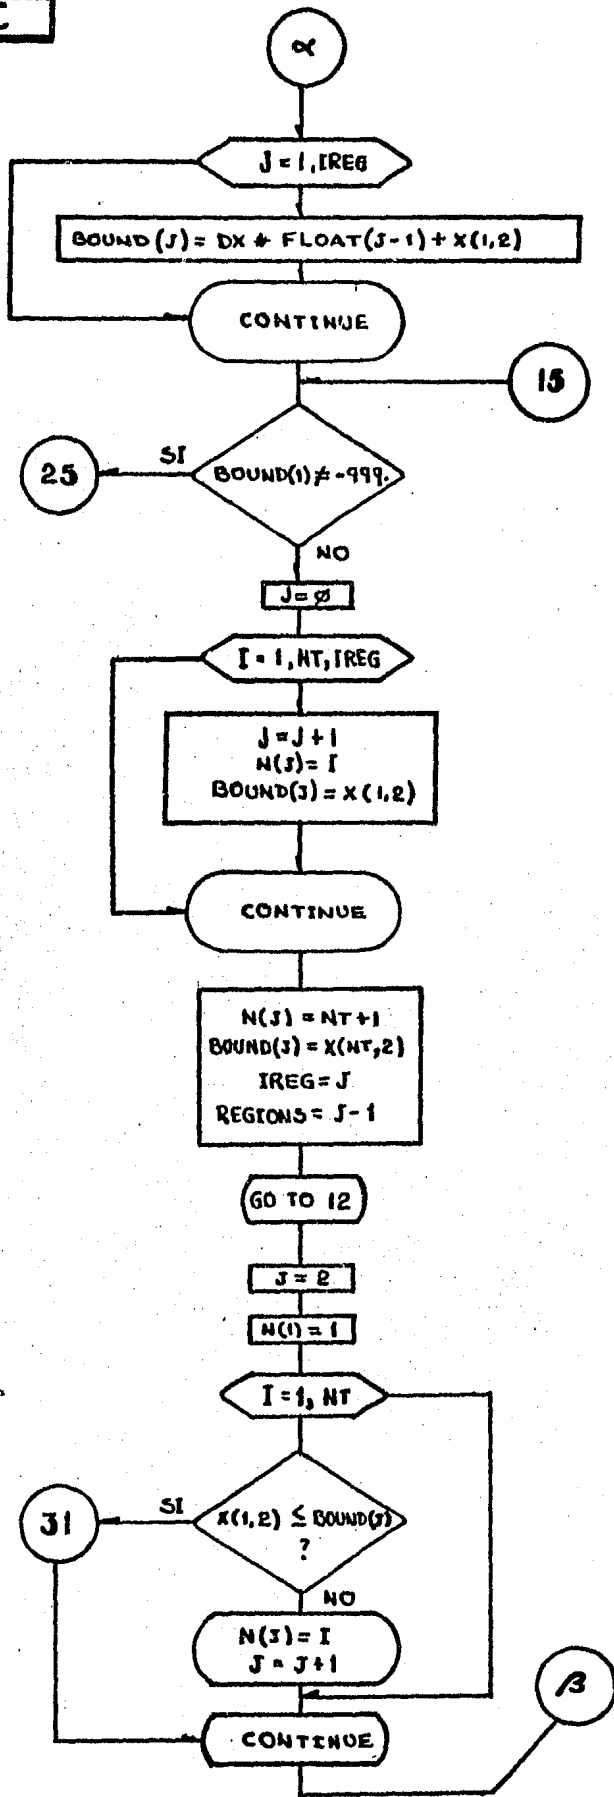 α
J = 1, IREG
BOUND(J) = DX * FLOAT(J-1) + X(1,2)
CONTINUE
15
BOUND(1) ≠ -999.
SI
25
NO
J = ∅
I = 1, NT, IREG
J = J + 1
N(J) = I
BOUND(J) = X(1,2)
CONTINUE
N(J) = NT + 1
BOUND(J) = X(NT,2)
IREG = J
REGIONS = J - 1
GO TO 12
J = 2
N(1) = 1
I = 1, NT
X(1,2) ≤ BOUND(J)
?
SI
31
NO
N(J) = I
J = J + 1
CONTINUE
β